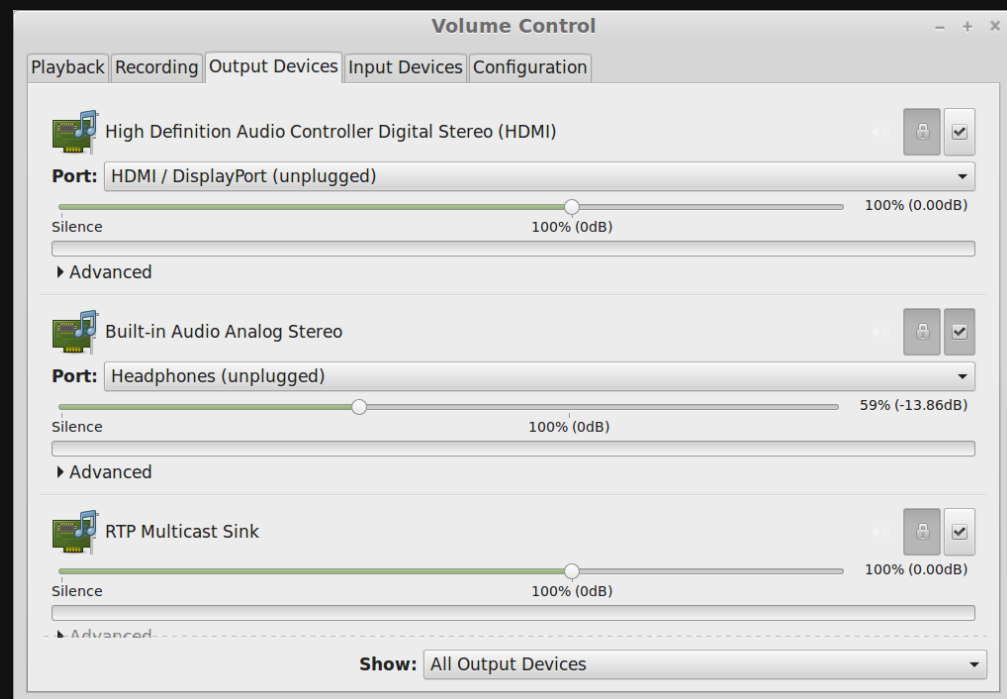 Volume Control
Playback Recording Output Devices Input Devices Configuration
High Definition Audio Controller Digital Stereo (HDMI)
Port: HDMI / DisplayPort (unplugged)
100% (0.00dB)
Silence 100% (0dB)
Advanced
Built-in Audio Analog Stereo
Port: Headphones (unplugged)
59% (-13.86dB)
Silence 100% (0dB)
Advanced
RTP Multicast Sink
100% (0.00dB)
Silence 100% (0dB)
Advanced
Show: All Output Devices